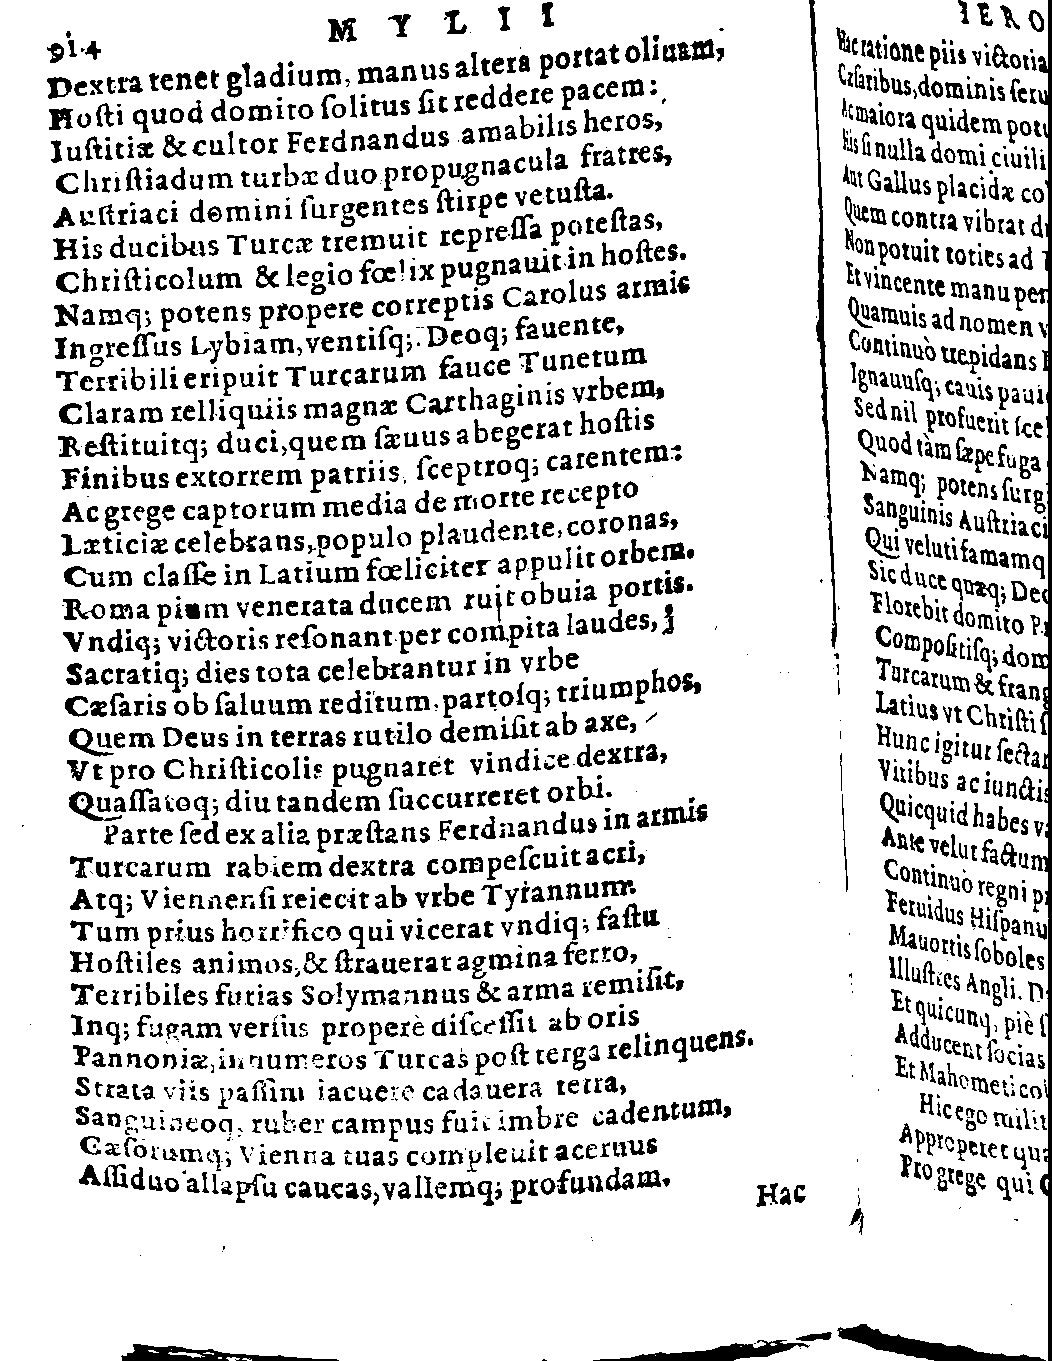 914 MYLII
Dextra tenet gladium, manus altera portat oliuam,
Hosti quod domito solitus sit reddere pacem:
Iustitiæ & cultor Ferdnandus amabilis heros,
Christiadum turbæ duo propugnacula fratres,
Austriaci domini surgentes stirpe vetusta.
His ducibus Turcæ tremuit repressa potestas,
Christicolum & legio fœlix pugnauit in hostes.
Namq; potens propere correptis Carolus armis
Ingressus Lybiam, ventisq; Deoq; fauente,
Terribili eripuit Turcarum fauce Tunetum
Claram relliquiis magnæ Carthaginis vrbem,
Restituitq; duci, quem sæuus abegerat hostis
Finibus extorrem patriis, sceptroq; carentem:
Ac grege captorum media de morte recepto
Lætitiæ celebrans, populo plaudente, coronas,
Cum classe in Latium fœliciter appulit orbem.
Roma pium venerata ducem ruit obuia portis.
Vndiq; victoris resonant per compita laudes,
Sacratiq; dies tota celebrantur in vrbe
Cæsaris ob saluum reditum, partosq; triumphos,
Quem Deus in terras rutilo demisit ab axe,
Vt pro Christicolis pugnaret vindice dextra,
Quassatoq; diu tandem succurreret orbi.
Parte sed ex alia præstans Ferdnandus in armis
Turcarum rabiem dextra compescuit acri,
Atq; Viennensi reiecit ab vrbe Tyrannum.
Tum prius horrifico qui vicerat vndiq; fastu
Hostiles animos, & strauerat agmina ferro,
Terribiles furias Solymannus & arma remisit,
Inq; fugam versus properè discessit ab oris
Pannoniæ, innumeros Turcas post terga relinquens.
Strata viis passim iacuere cadauera terra,
Sanguineoq, ruber campus fuit imbre cadentum,
Cæsorumq; Vienna tuas compleuit aceruus
Assiduo allapsu caueas, vallemq; profundam.
Hac
IERO
Hac ratione piis victoria
Cæsaribus, dominis seru
Ac maiora quidem pot
His si nulla domi ciuili
Aut Gallus placidæ co
Quem contra vibrat d
Non potuit toties ad
Et vincente manu per
Quamuis ad nomen v
Continuò trepidans
Ignauusq; cauis paui
Sed nil profuerit sce
Quod tàm sæpe fuga
Namq; potens surg
Sanguinis Austriaci
Qui veluti famamq
Sic duce quæq; Deo
Florebit domito P
Compositisq; dom
Turcarum & frang
Latius vt Christi s
Hunc igitur sectar
Viribus ac iunctis
Quicquid habes v
Ante velut factum
Continuò regni p
Feruidus Hispanu
Mauortis soboles
Illustres Angli. D
Et quicunq, piè s
Adducent socias
Et Mahometi co
Hic ego milit
Approperet qua
Pro grege qui C